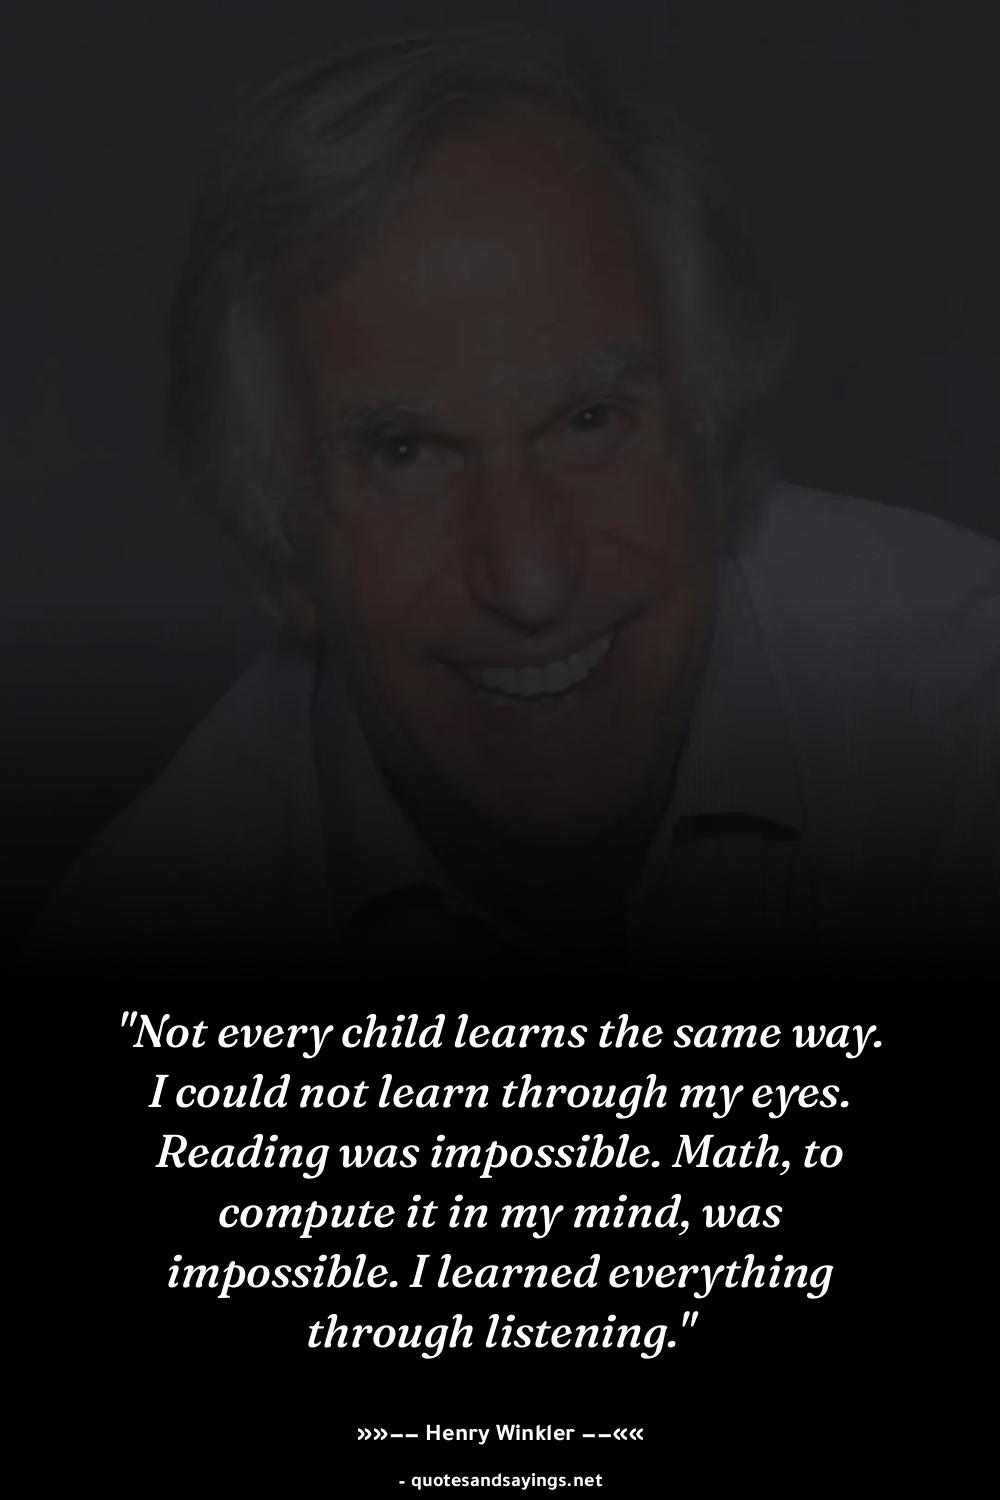 "Not every child learns the same way.
I could not learn through my eyes.
Reading was impossible. Math, to
compute it in my mind, was
impossible. I learned everything
through listening."
»»−− Henry Winkler −−««
- quotesandsayings.net